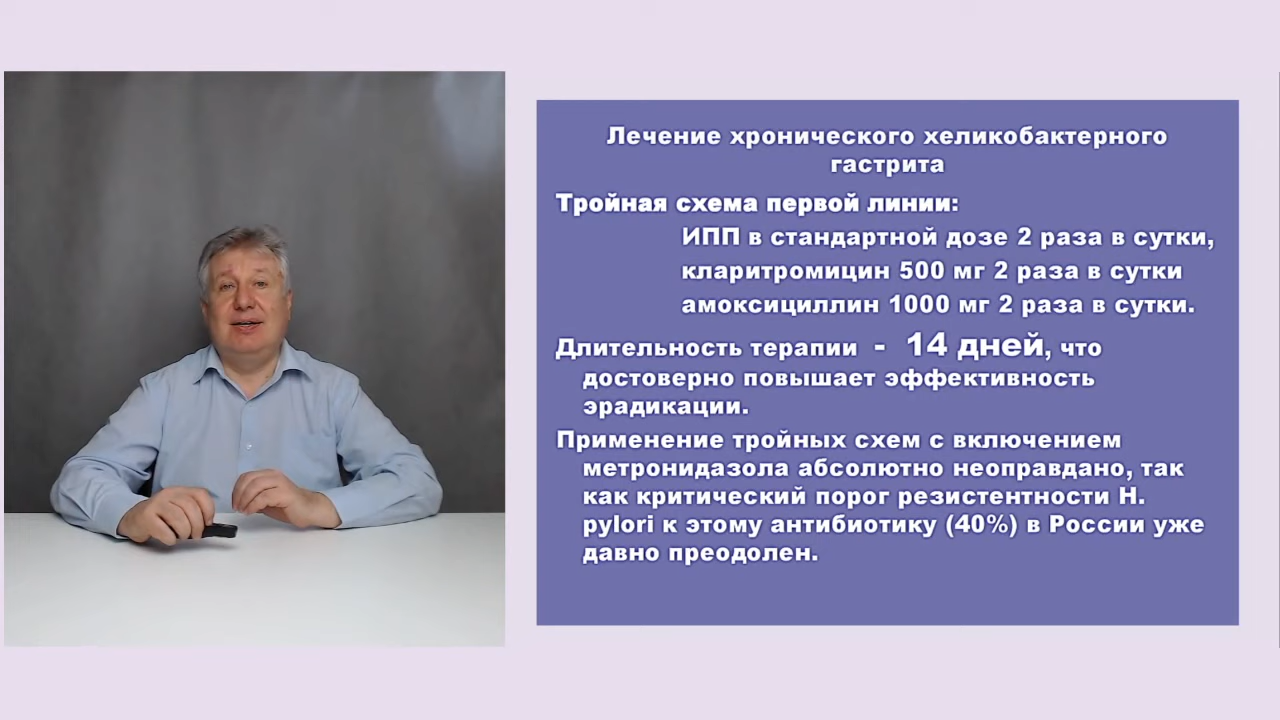 Лечение хронического хеликобактерного
гастрита
Тройная схема первой линии:
ИПП в стандартной дозе 2 раза в сутки,
кларитромицин 500 мг 2 раза в сутки
амоксициллин 1000 мг 2 раза в сутки.
Длительность терапии - 14 дней, что
достоверно повышает эффективность
эрадикации.
Применение тройных схем с включением
метронидазола абсолютно неоправдано, так
как критический порог резистентности H.
pylori к этому антибиотику (40%) в России уже
давно преодолен.